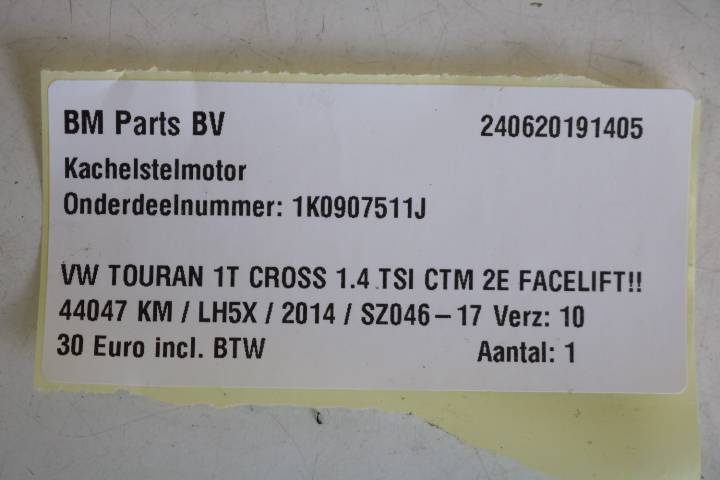 BM Parts BV 240620191405
Kachelstelmotor
Onderdeelnummer: 1K0907511J
VW TOURAN 1T CROSS 1.4 TSI CTM 2E FACELIFT!!
44047 KM / LH5X / 2014 / SZ046-17 Verz: 10
30 Euro incl. BTW Aantal: 1